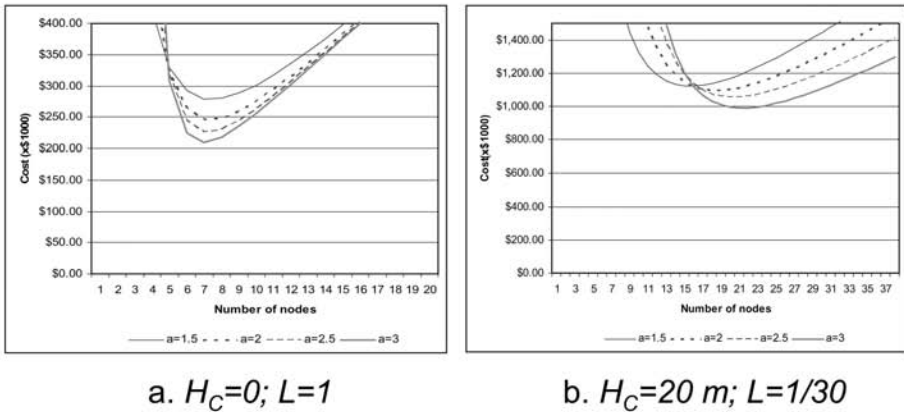 $400.00
$350.00
$300.00
$250.00
$200.00
$150.00
$100.00
$50.00
$0.00
Cost (x$1000)
1 2 3 4 5 6 7 8 9 10 11 12 13 14 15 16 17 18 19 20
Number of nodes
a=1.5 a=2 a=2.5 a=3
a. H_C=0; L=1
$1,400.00
$1,200.00
$1,000.00
$800.00
$600.00
$400.00
$200.00
$0.00
Cost(x$1000)
1 3 5 7 9 11 13 15 17 19 21 23 25 27 29 31 33 35 37
Number of nodes
a=1.5 a=2 a=2.5 a=3
b. H_C=20 m; L=1/30